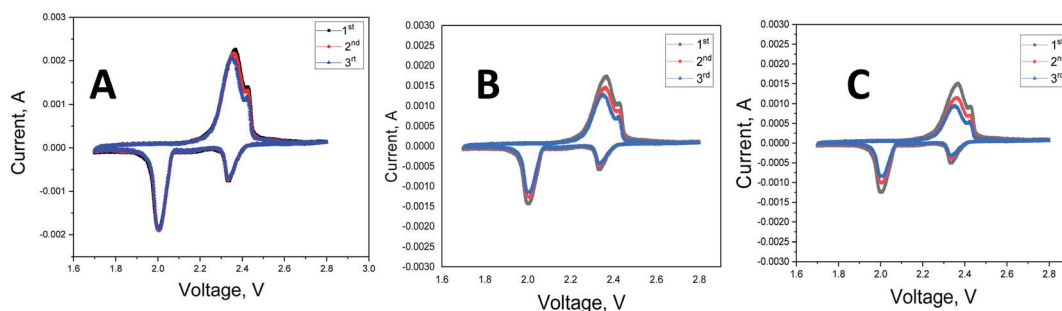 A
0.003
0.002
0.001
0.000
-0.001
-0.002
1.6 1.8 2.0 2.2 2.4 2.6 2.8 3.0
Current, A
Voltage, V
1st
2nd
3rt
B
0.0030
0.0025
0.0020
0.0015
0.0010
0.0005
0.0000
-0.0005
-0.0010
-0.0015
-0.0020
-0.0025
-0.0030
1.6 1.8 2.0 2.2 2.4 2.6 2.8
Current, A
Voltage, V
1st
2nd
3rd
C
0.0030
0.0025
0.0020
0.0015
0.0010
0.0005
0.0000
-0.0005
-0.0010
-0.0015
-0.0020
-0.0025
-0.0030
1.6 1.8 2.0 2.2 2.4 2.6 2.8
Current, A
Voltage, V
1st
2n
3rd